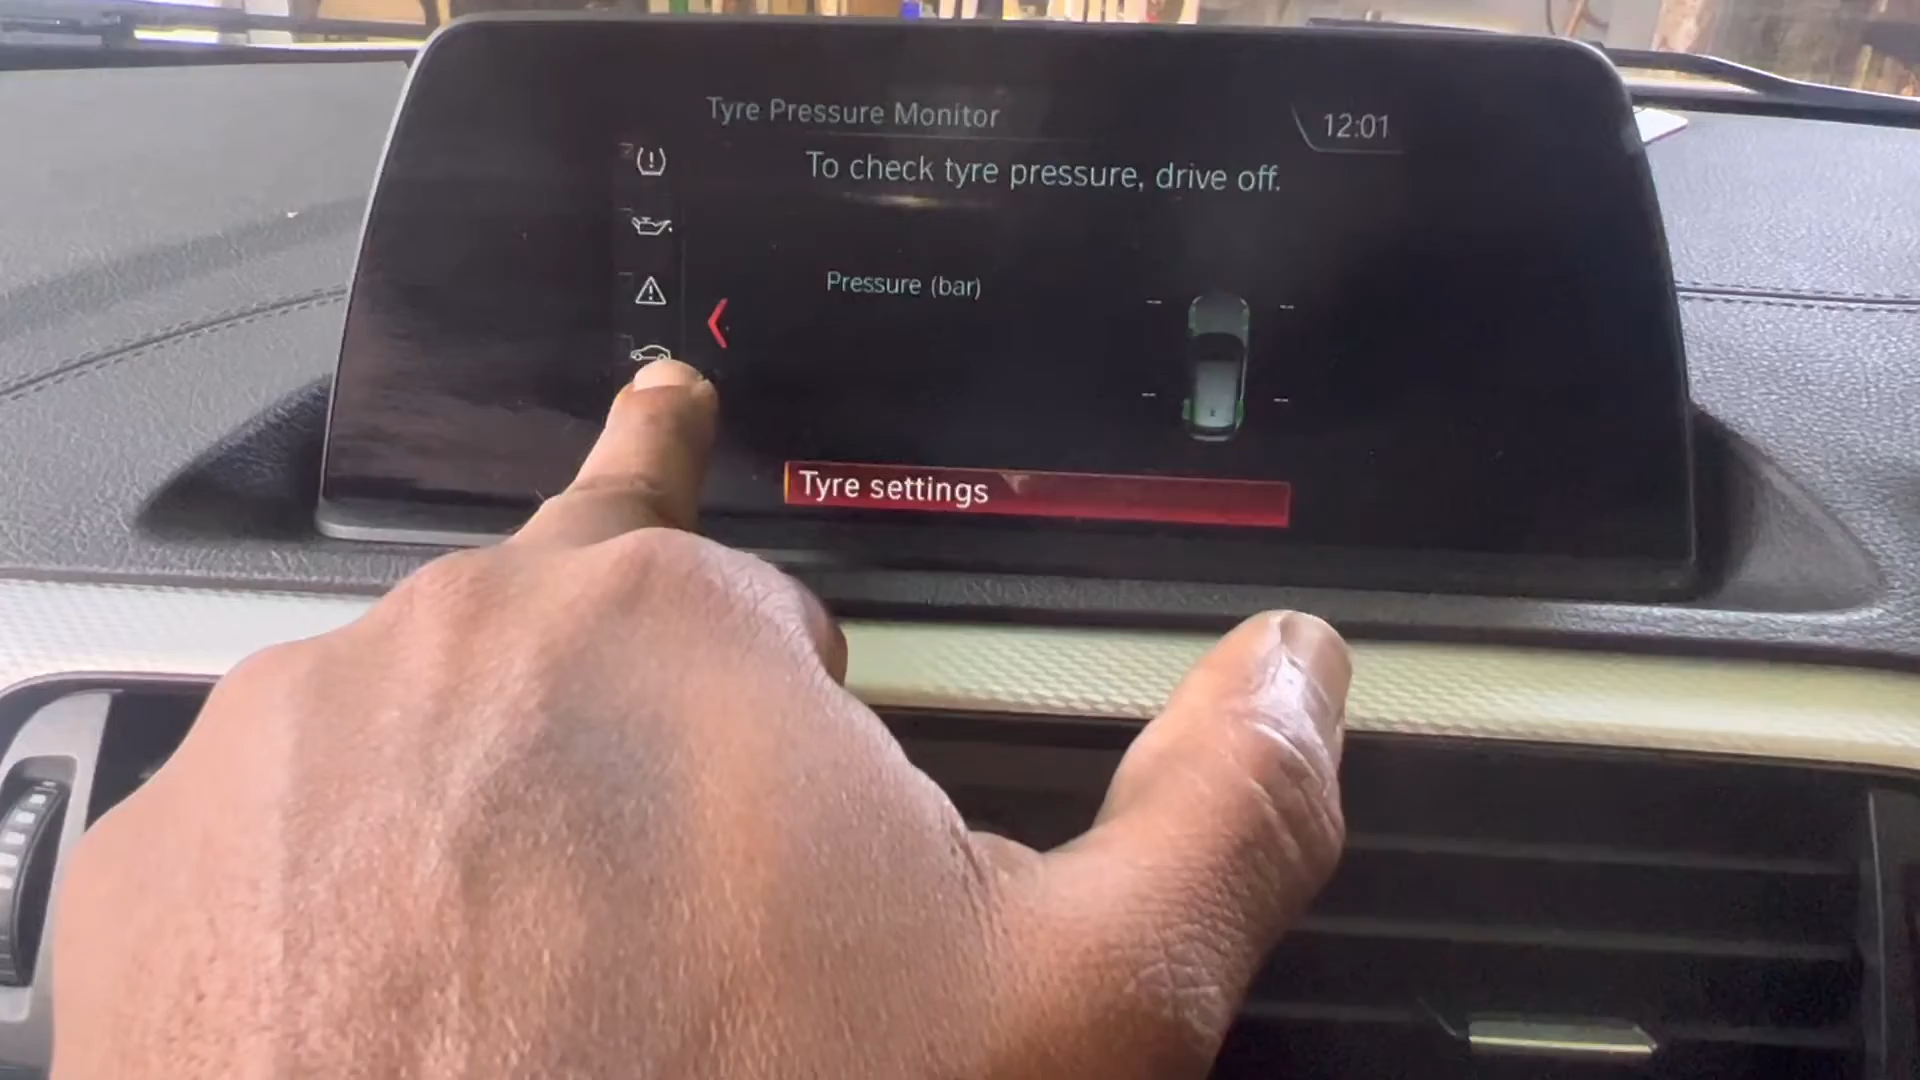 Tyre Pressure Monitor
12:01
To check tyre pressure, drive off.
Pressure (bar)
-- --
-- --
Tyre settings